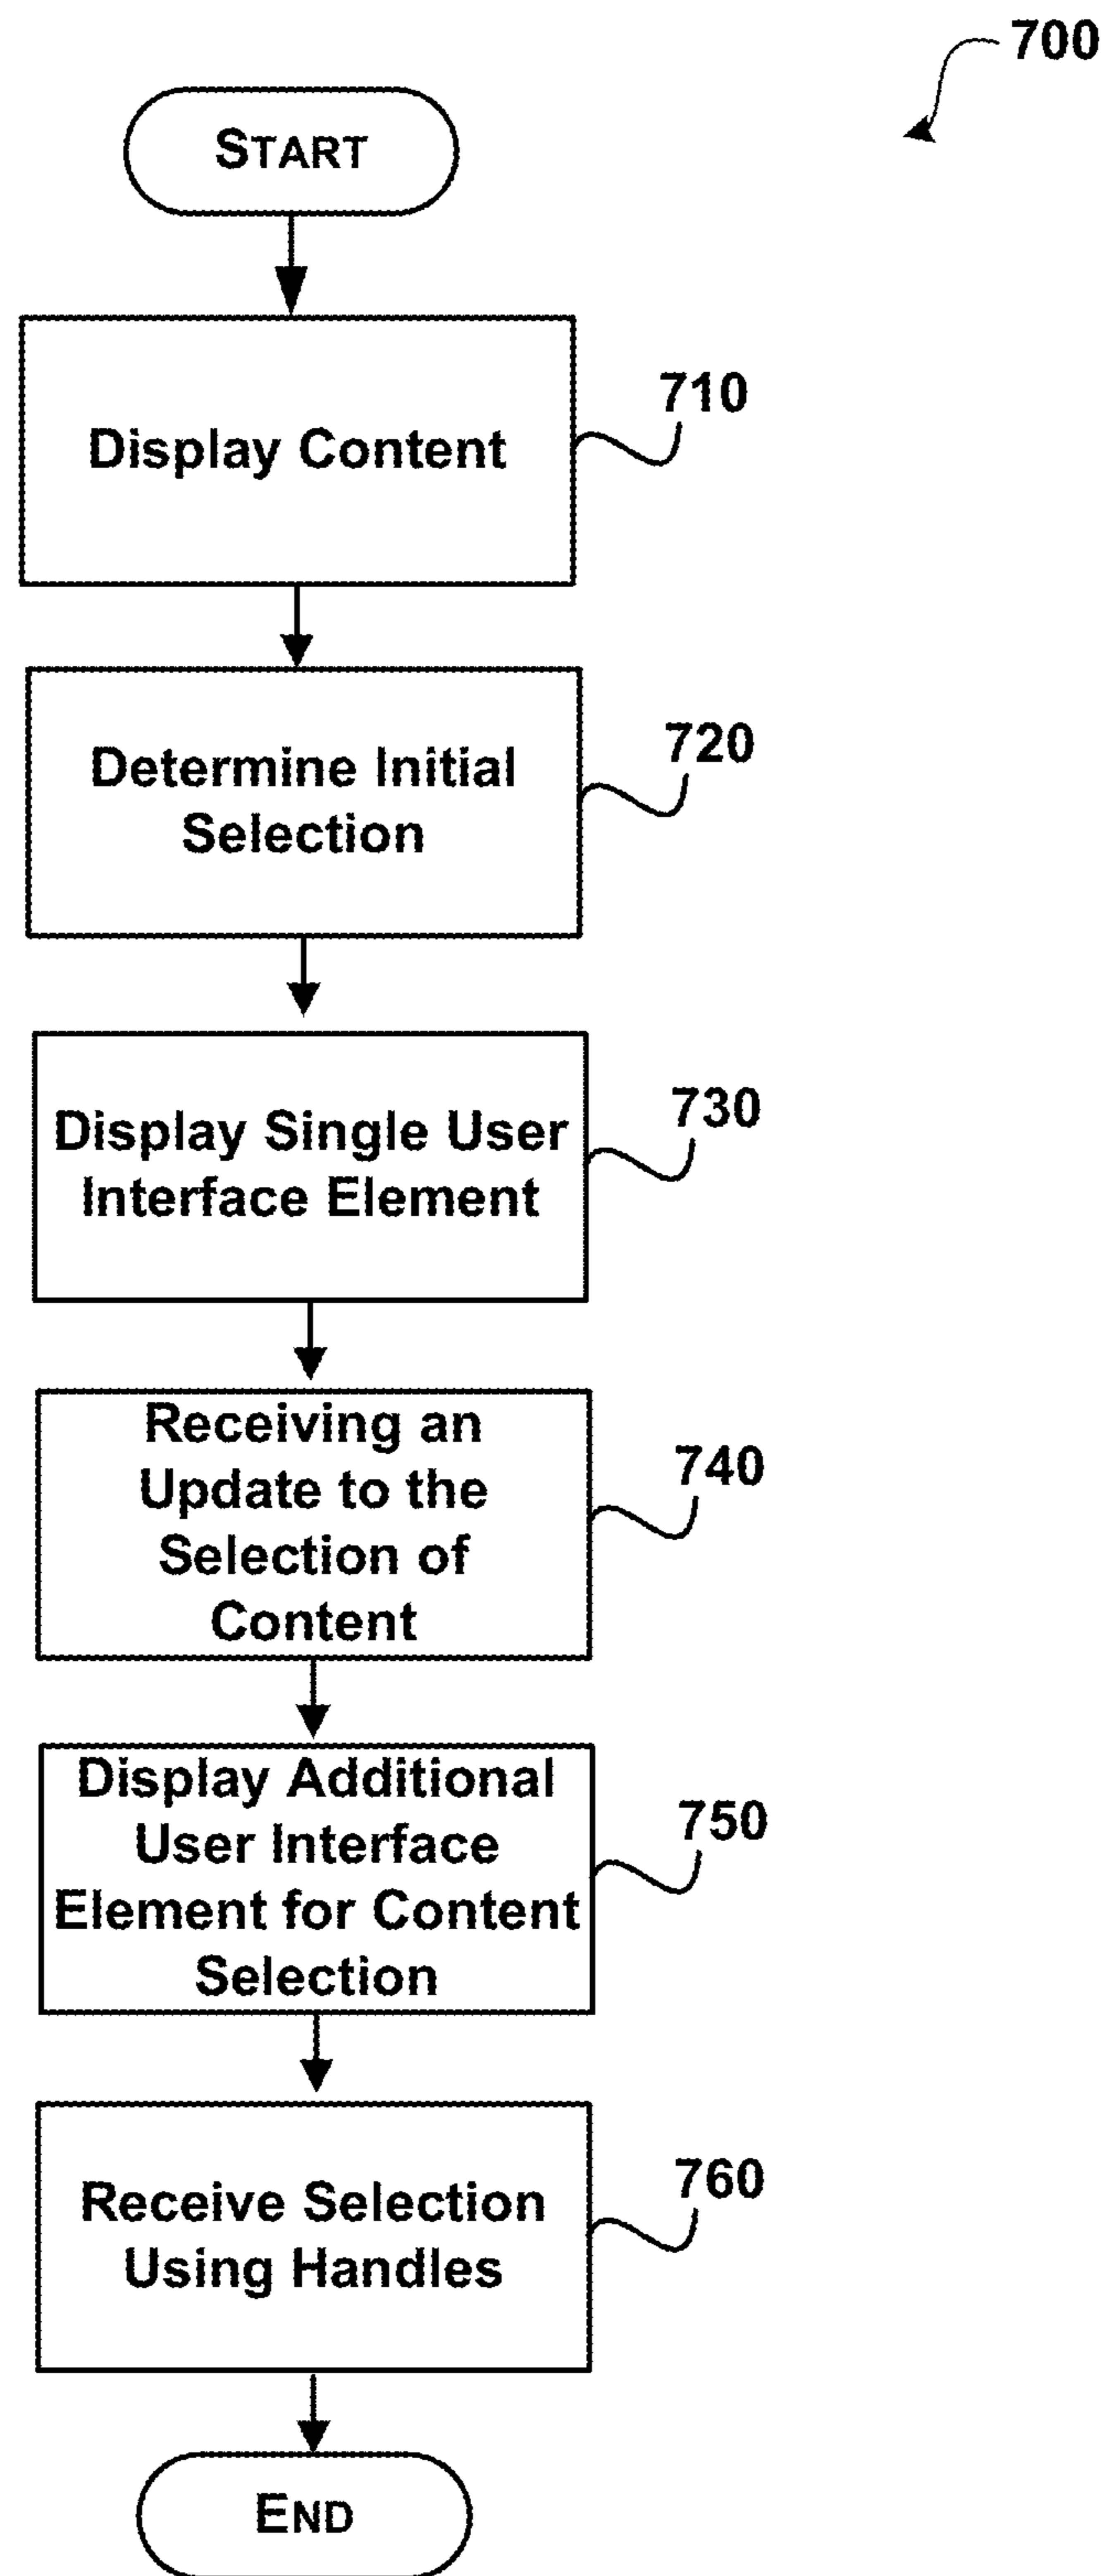 700
START
Display Content
710
Determine Initial
Selection
720
Display Single User
Interface Element
730
Receiving an
Update to the
Selection of
Content
740
Display Additional
User Interface
Element for Content
Selection
750
Receive Selection
Using Handles
760
END